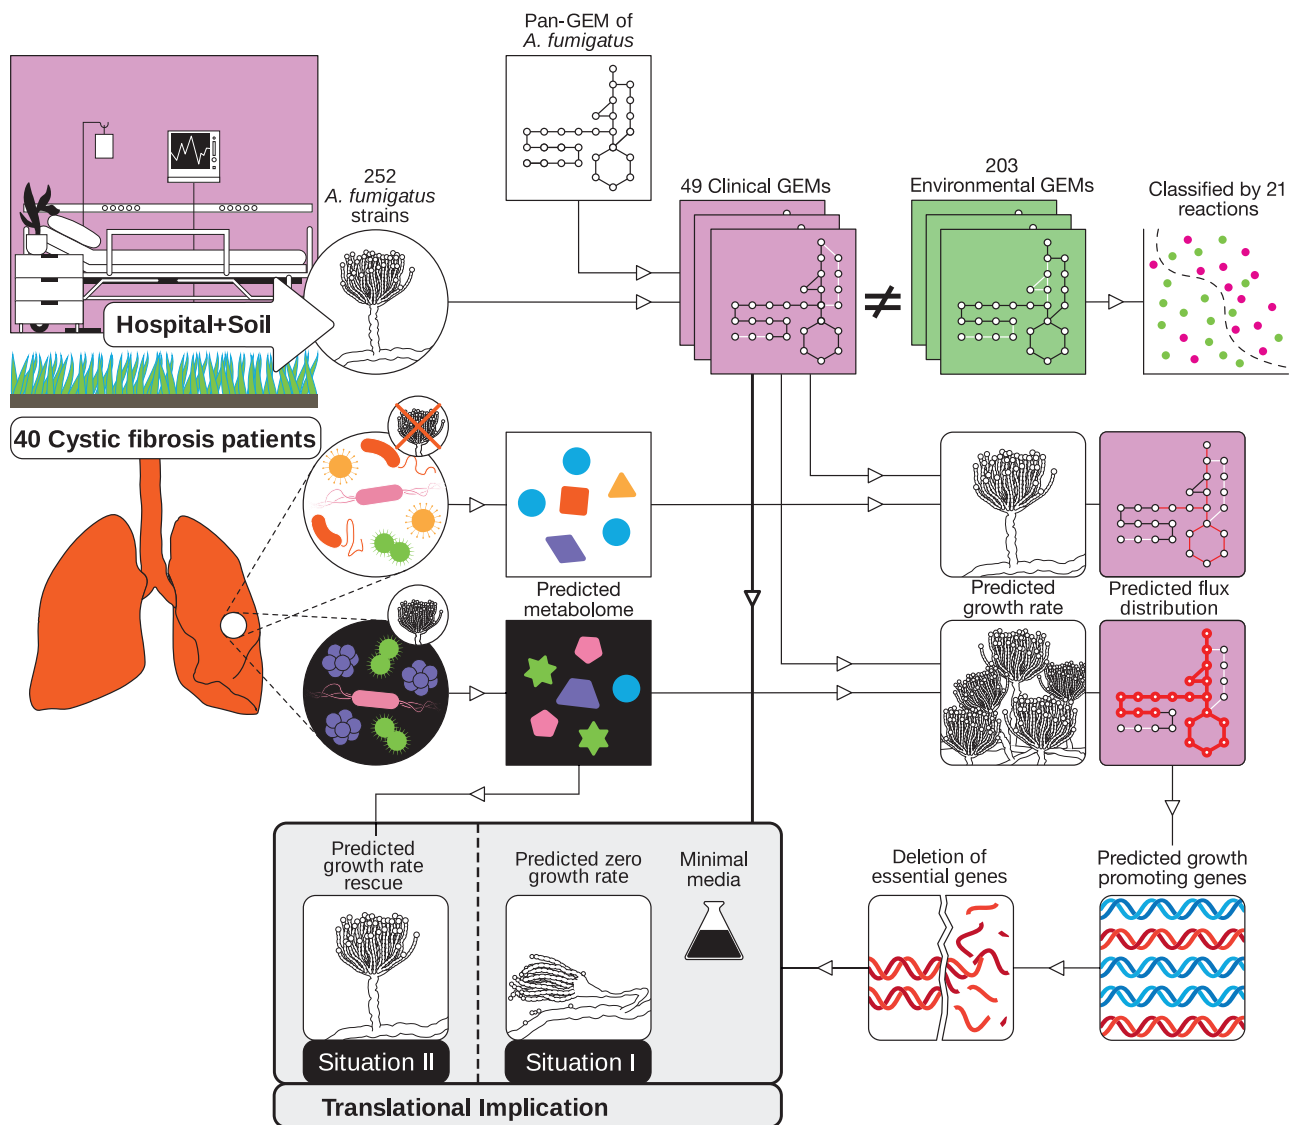 Pan-GEM of
A. fumigatus
252
A. fumigatus
strains
49 Clinical GEMs
203
Environmental GEMs
Classified by 21
reactions
≠
Hospital+Soil
40 Cystic fibrosis patients
Predicted
metabolome
Predicted
growth rate
Predicted flux
distribution
Predicted
growth rate
rescue
Predicted zero
growth rate
Minimal
media
Deletion of
essential genes
Predicted growth
promoting genes
Situation II
Situation I
Translational Implication